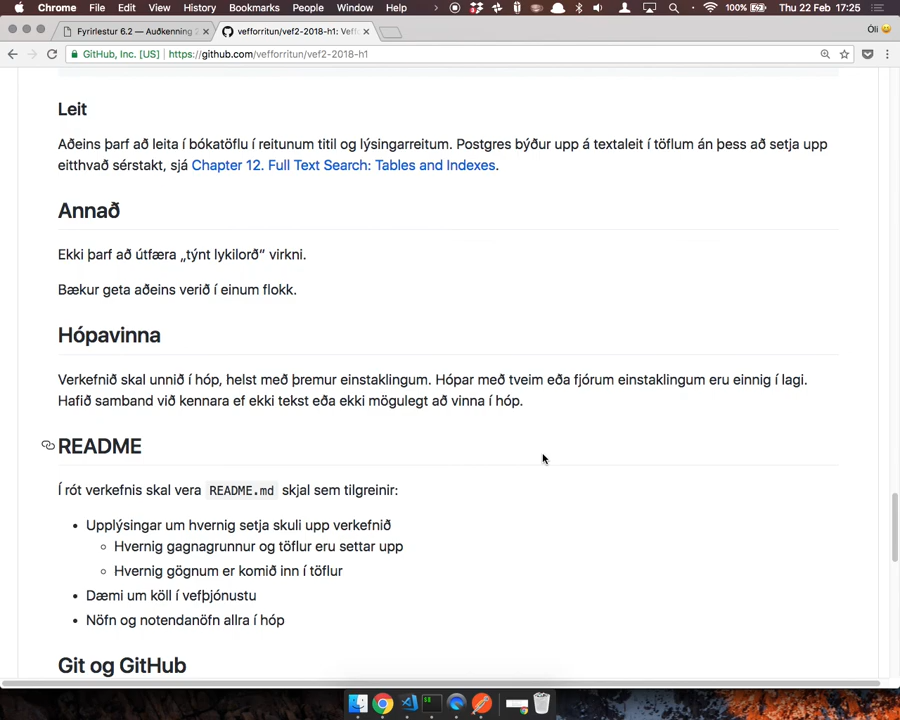 Chrome File Edit View History Bookmarks People Window Help 100% Thu 22 Feb 17:25
Fyrirlestur 6.2 — Auðkenning vefforritun/vef2-2018-h1: Vef Óli
GitHub, Inc. [US] https://github.com/vefforritun/vef2-2018-h1
Leit
Aðeins þarf að leita í bókatöflu í reitunum titil og lýsingarreitum. Postgres býður upp á textaleit í töflum án þess að setja upp
eitthvað sérstakt, sjá Chapter 12. Full Text Search: Tables and Indexes.
Annað
Ekki þarf að útfæra „týnt lykilorð“ virkni.
Bækur geta aðeins verið í einum flokk.
Hópavinna
Verkefnið skal unnið í hóp, helst með þremur einstaklingum. Hópar með tveim eða fjórum einstaklingum eru einnig í lagi.
Hafið samband við kennara ef ekki tekst eða ekki mögulegt að vinna í hóp.
README
Í rót verkefnis skal vera README.md skjal sem tilgreinir:
Upplýsingar um hvernig setja skuli upp verkefnið
Hvernig gagnagrunnur og töflur eru settar upp
Hvernig gögnum er komið inn í töflur
Dæmi um köll í vefþjónustu
Nöfn og notendanöfn allra í hóp
Git og GitHub